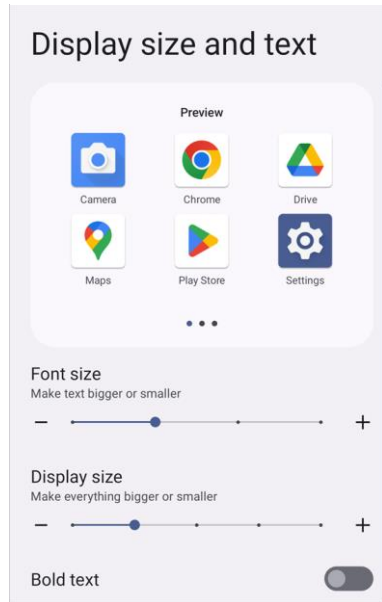 Display size and text
Preview
Camera Chrome Drive
Maps Play Store Settings
Font size
Make text bigger or smaller
Display size
Make everything bigger or smaller
Bold text